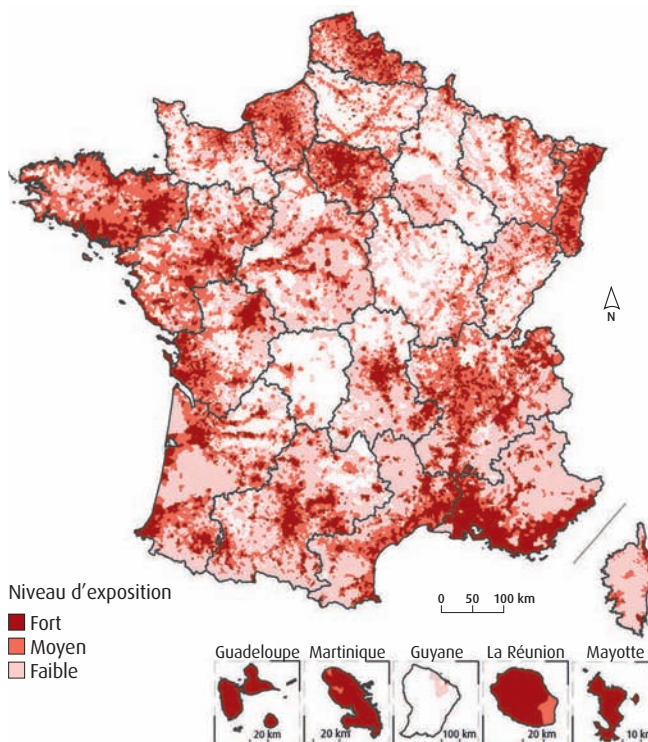 N
Niveau d'exposition
Fort
Moyen
Faible
0 50 100 km
Guadeloupe Martinique Guyane La Réunion Mayotte
20 km 20 km 100 km 20 km 10 km